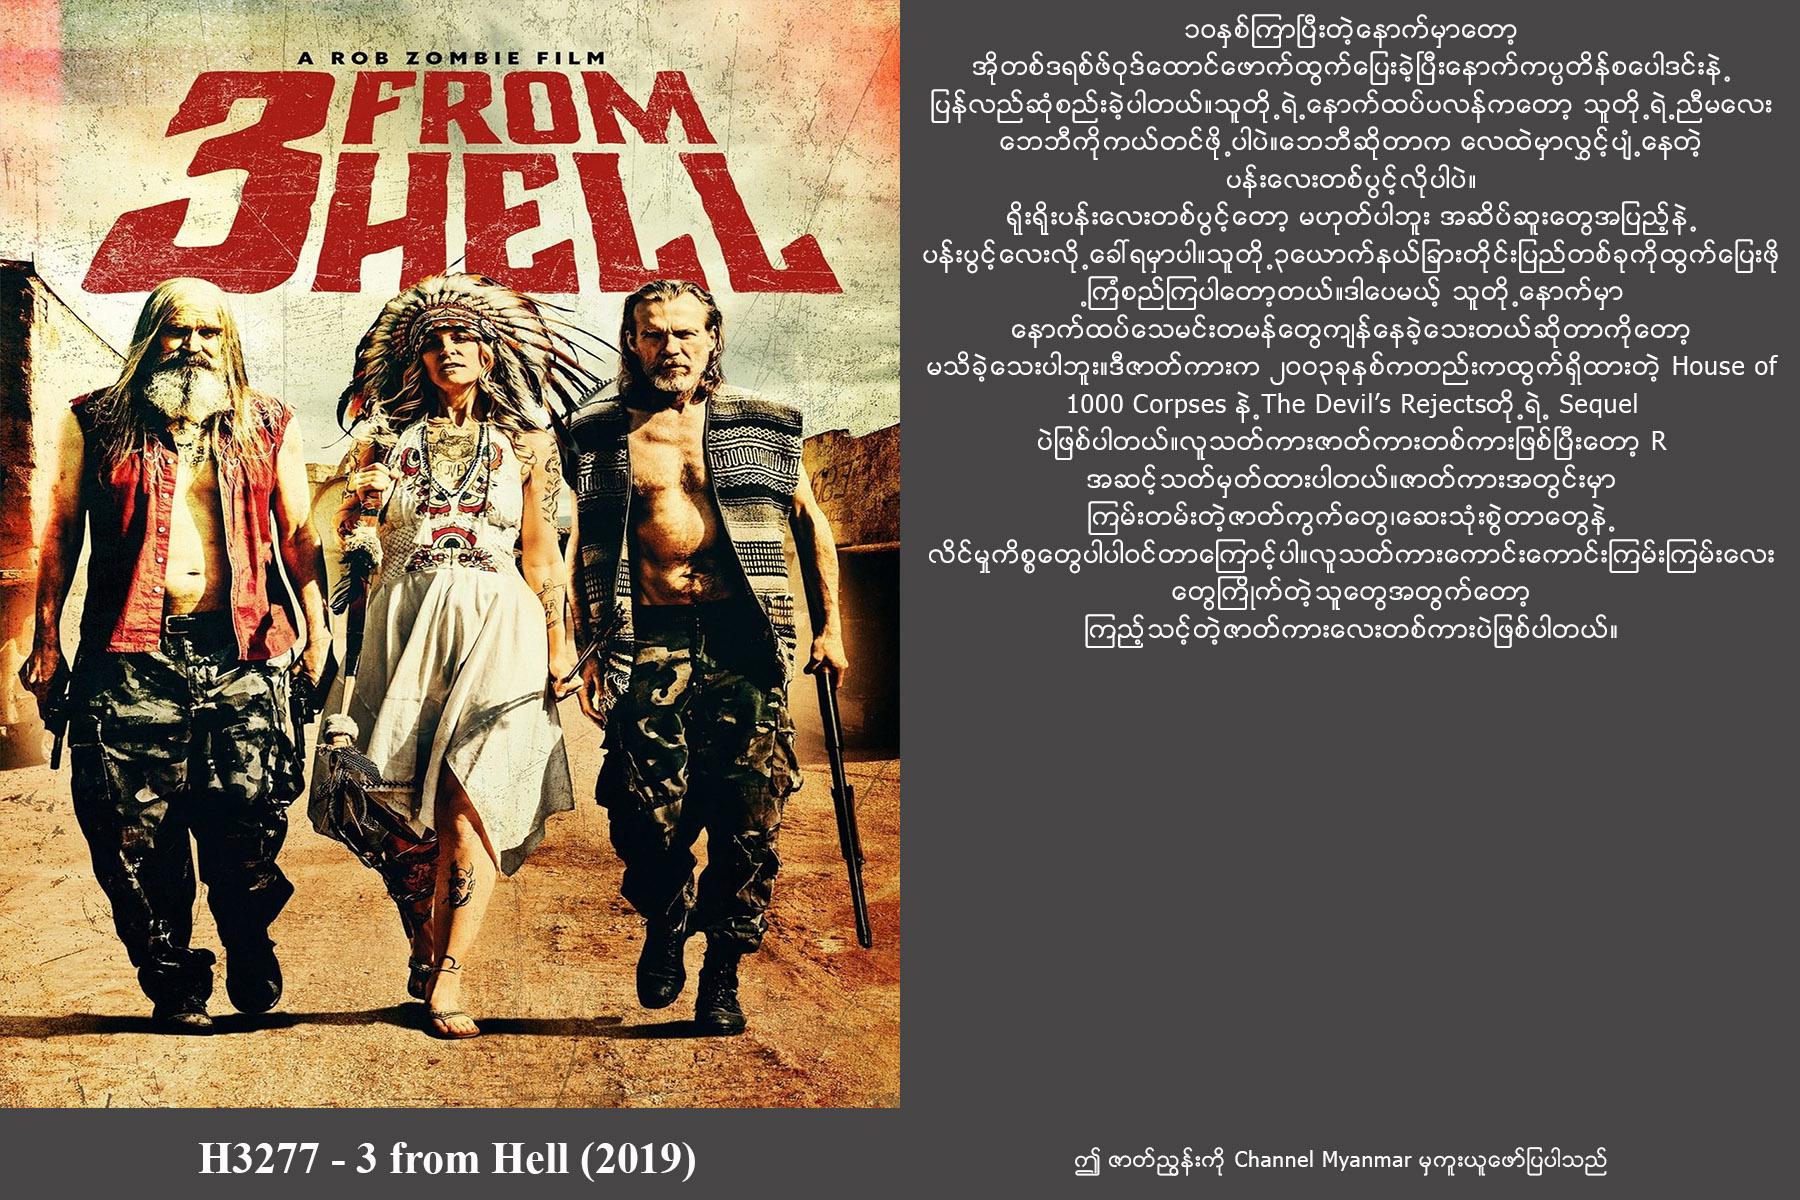 A ROB ZOMBIE FILM
3 FROM
HELL
H3277 - 3 from Hell (2019)
၁၀နှစ်ကြာပြီးတဲ့နောက်မှာတော့
အိုတစ်ဒရစ်ဖ်ဝုဒ်ထောင်ဖောက်ထွက်ပြေးခဲ့ပြီးနောက်ကပ္ပတိန်စပေါဒင်းနဲ့
ပြန်လည်ဆုံစည်းခဲ့ပါတယ်။သူတို့ရဲ့နောက်ထပ်ပလန်ကတော့ သူတို့ရဲ့ညီမလေး
ဘေဘီကိုကယ်တင်ဖို့ပါပဲ။ဘေဘီဆိုတာက လေထဲမှာလွှင့်ပျံ့နေတဲ့
ပန်းလေးတစ်ပွင့်လိုပါပဲ။
ရိုးရိုးပန်းလေးတစ်ပွင့်တော့ မဟုတ်ပါဘူး အဆိပ်ဆူးတွေအပြည့်နဲ့
ပန်းပွင့်လေးလို့ခေါ်ရမှာပါ။သူတို့၃ယောက်နယ်ခြားတိုင်းပြည်တစ်ခုကိုထွက်ပြေးဖို
့ကြံစည်ကြပါတော့တယ်။ဒါပေမယ့် သူတို့နောက်မှာ
နောက်ထပ်သေမင်းတမန်တွေကျန်နေခဲ့သေးတယ်ဆိုတာကိုတော့
မသိခဲ့သေးပါဘူး။ဒီဇာတ်ကားက ၂၀၀၃ခုနှစ်ကတည်းကထွက်ရှိထားတဲ့ House of
1000 Corpses နဲ့The Devil’s Rejectsတို့ရဲ့ Sequel
ပဲဖြစ်ပါတယ်။လူသတ်ကားဇာတ်ကားတစ်ကားဖြစ်ပြီးတော့ R
အဆင့်သတ်မှတ်ထားပါတယ်။ဇာတ်ကားအတွင်းမှာ
ကြမ်းတမ်းတဲ့ဇာတ်ကွက်တွေ၊ဆေးသုံးစွဲတာတွေနဲ့
လိင်မှုကိစ္စတွေပါပါဝင်တာကြောင့်ပါ။လူသတ်ကားကောင်းကောင်းကြမ်းကြမ်းလေး
တွေကြိုက်တဲ့သူတွေအတွက်တော့
ကြည့်သင့်တဲ့ဇာတ်ကားလေးတစ်ကားပဲဖြစ်ပါတယ်။
ဤ ဇာတ်ညွှန်းကို Channel Myanmar မှကူးယူဖော်ပြပါသည်